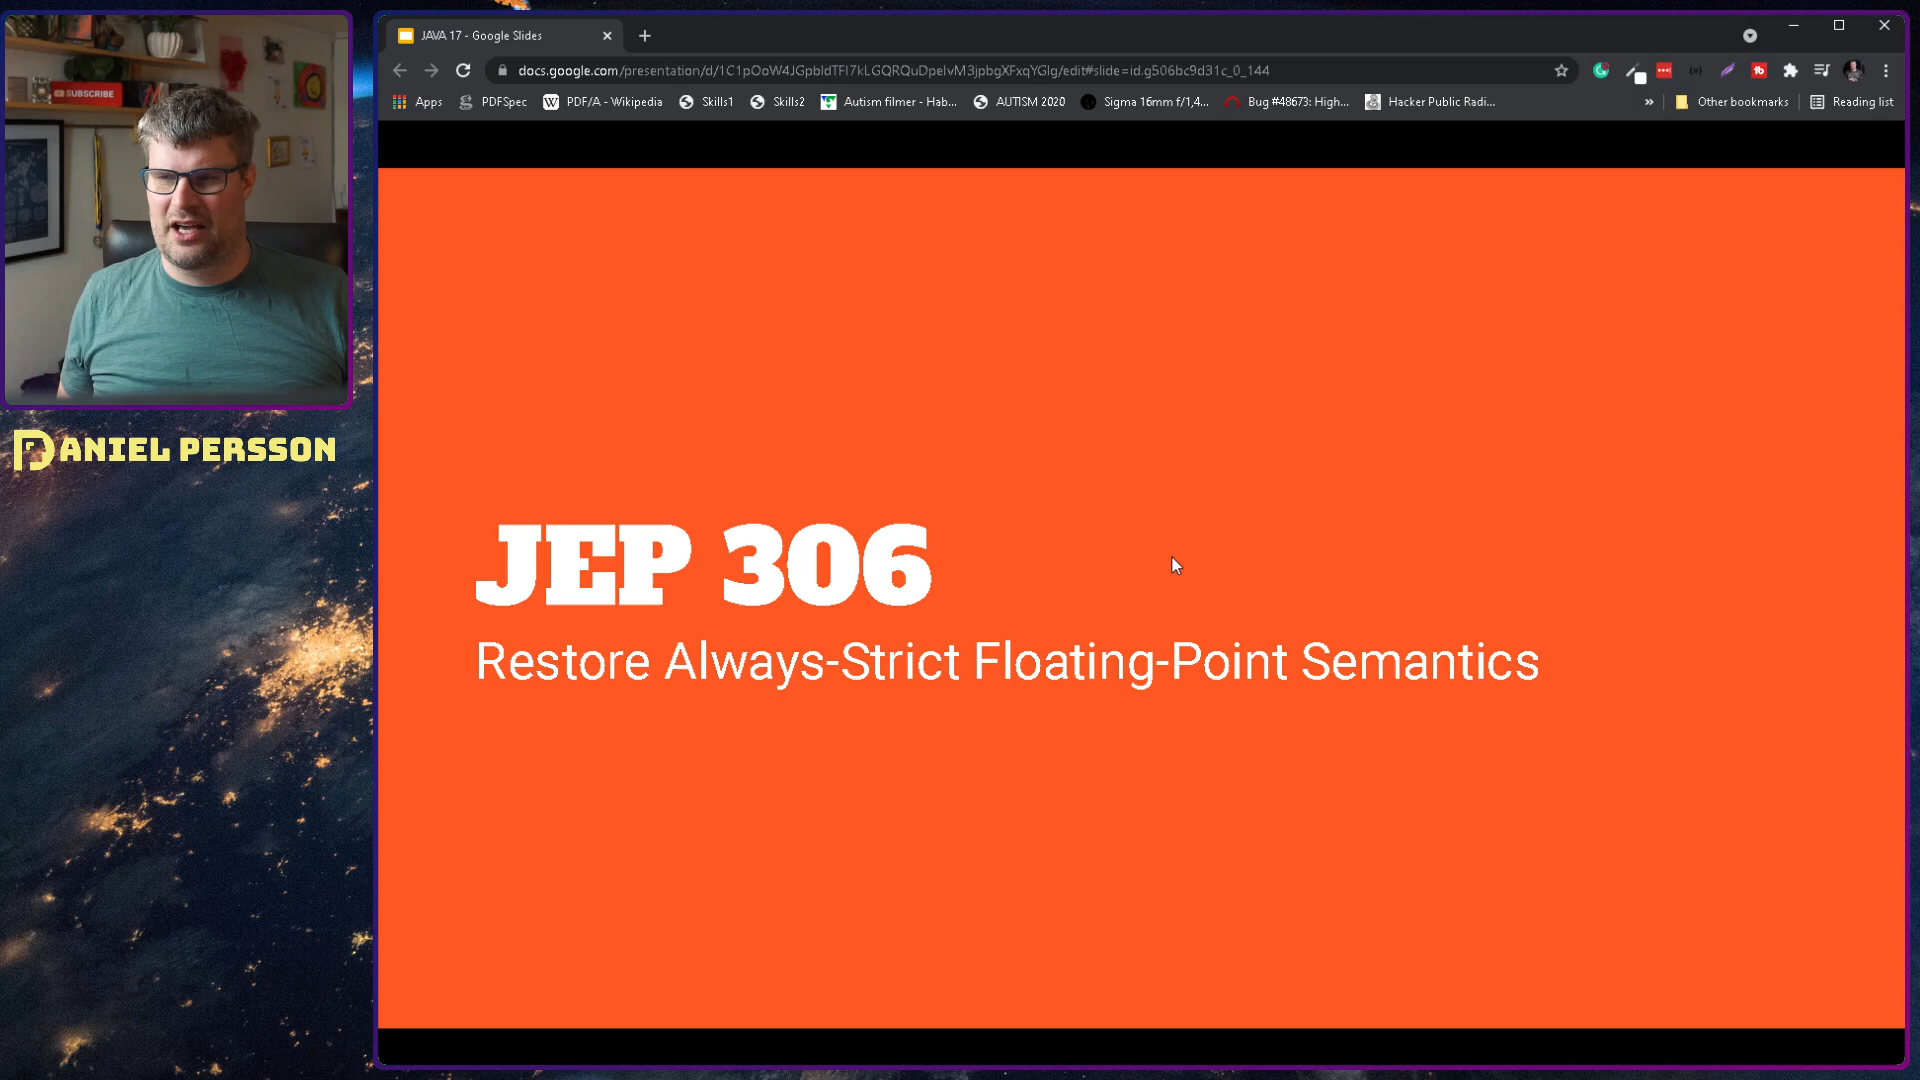 SUBSCRIBE
DANIEL PERSSON
JAVA 17 - Google Slides
docs.google.com/presentation/d/1C1pOoW4JGpbldTFI7kLGQRQuDpelvM3jpbgXFxqYGlg/edit#slide=id.g506bc9d31c_0_144
Apps PDFSpec PDF/A - Wikipedia Skills1 Skills2 Autism filmer - Hab... AUTISM 2020 Sigma 16mm f/1,4... Bug #48673: High... Hacker Public Radi... » Other bookmarks Reading list
JEP 306
Restore Always-Strict Floating-Point Semantics